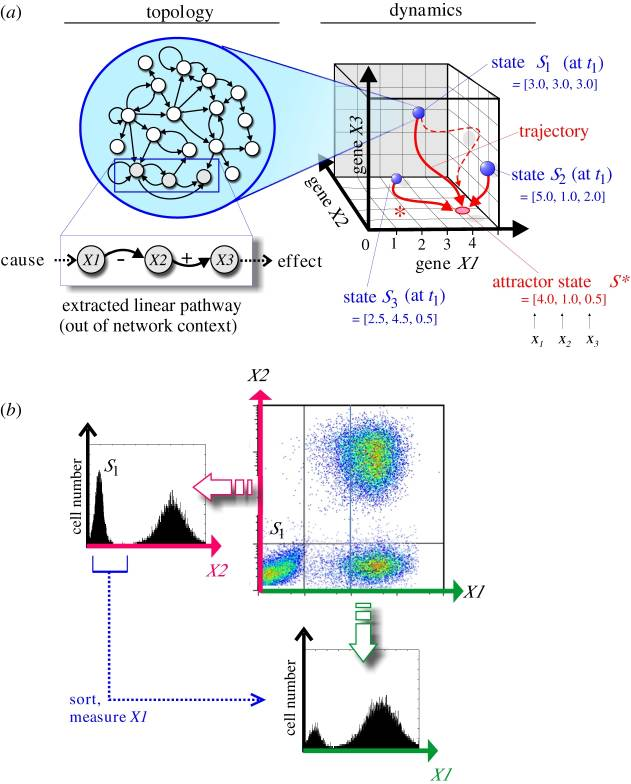 topology
dynamics
(a)
state S1 (at t1)
= [3.0, 3.0, 3.0]
gene X3
trajectory
gene X2
state S2 (at t1)
= [5.0, 1.0, 2.0]
*
0 1 2 3 4
gene X1
cause X1 - X2 + X3 effect
extracted linear pathway
(out of network context)
state S3 (at t1)
= [2.5, 4.5, 0.5]
attractor state S*
= [4.0, 1.0, 0.5]
x1 x2 x3
(b)
X2
cell number
S1
X2
S1
X1
sort,
measure X1
cell number
X1